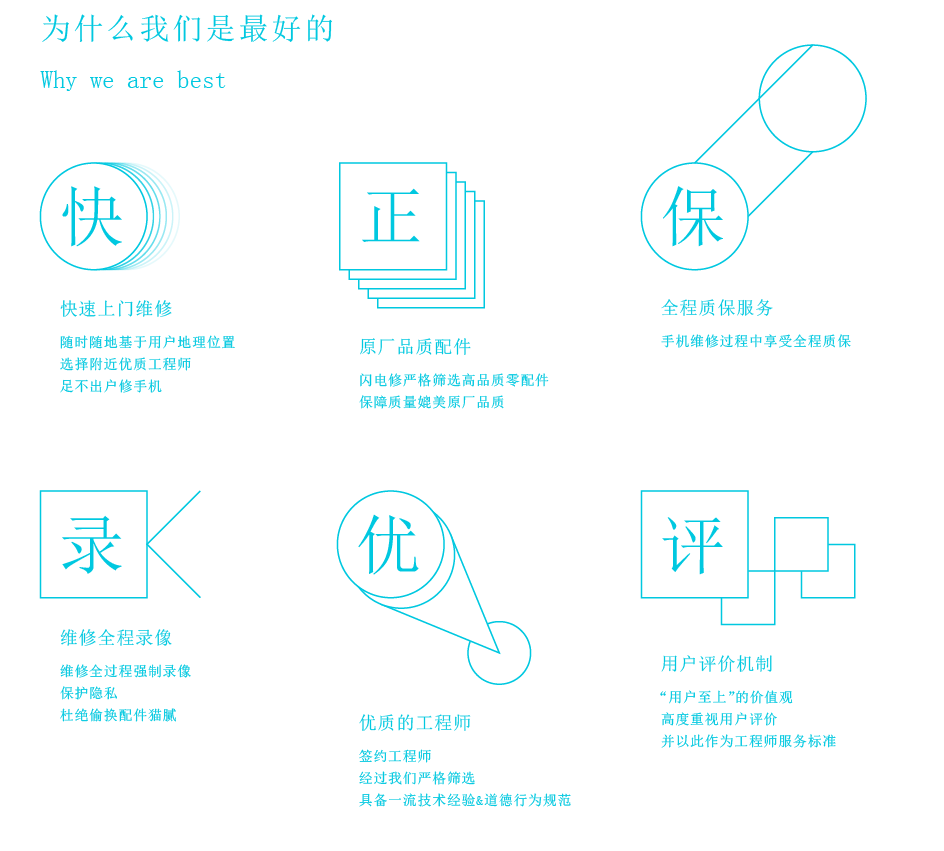 为什么我们是最好的
Why we are best
快
快速上门维修
随时随地基于用户地理位置
选择附近优质工程师
足不出户修手机
正
原厂品质配件
闪电修严格筛选高品质零配件
保障质量媲美原厂品质
保
全程质保服务
手机维修过程中享受全程质保
录
维修全程录像
维修全过程强制录像
保护隐私
杜绝偷换配件猫腻
优
优质的工程师
签约工程师
经过我们严格筛选
具备一流技术经验&道德行为规范
评
用户评价机制
“用户至上”的价值观
高度重视用户评价
并以此作为工程师服务标准